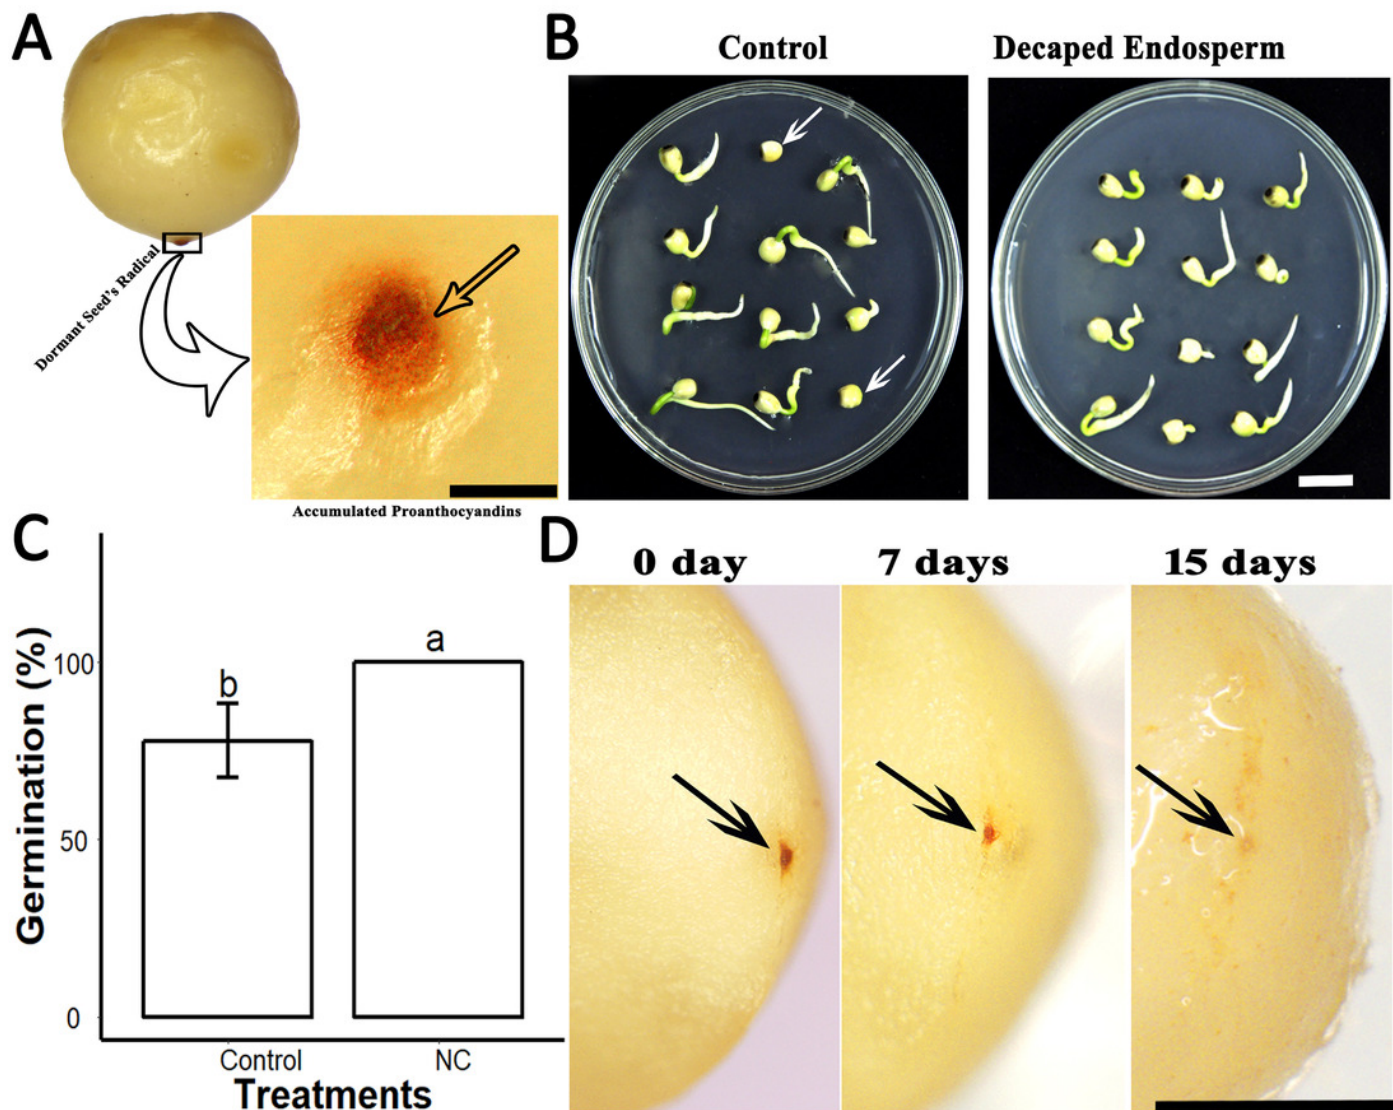 A
Dormant Seed's Radical
Accumulated Proanthocyandins
B
Control
Decaped Endosperm
C
Germination (%)
100
50
0
b
a
Control
NC
Treatments
D
0 day
7 days
15 days